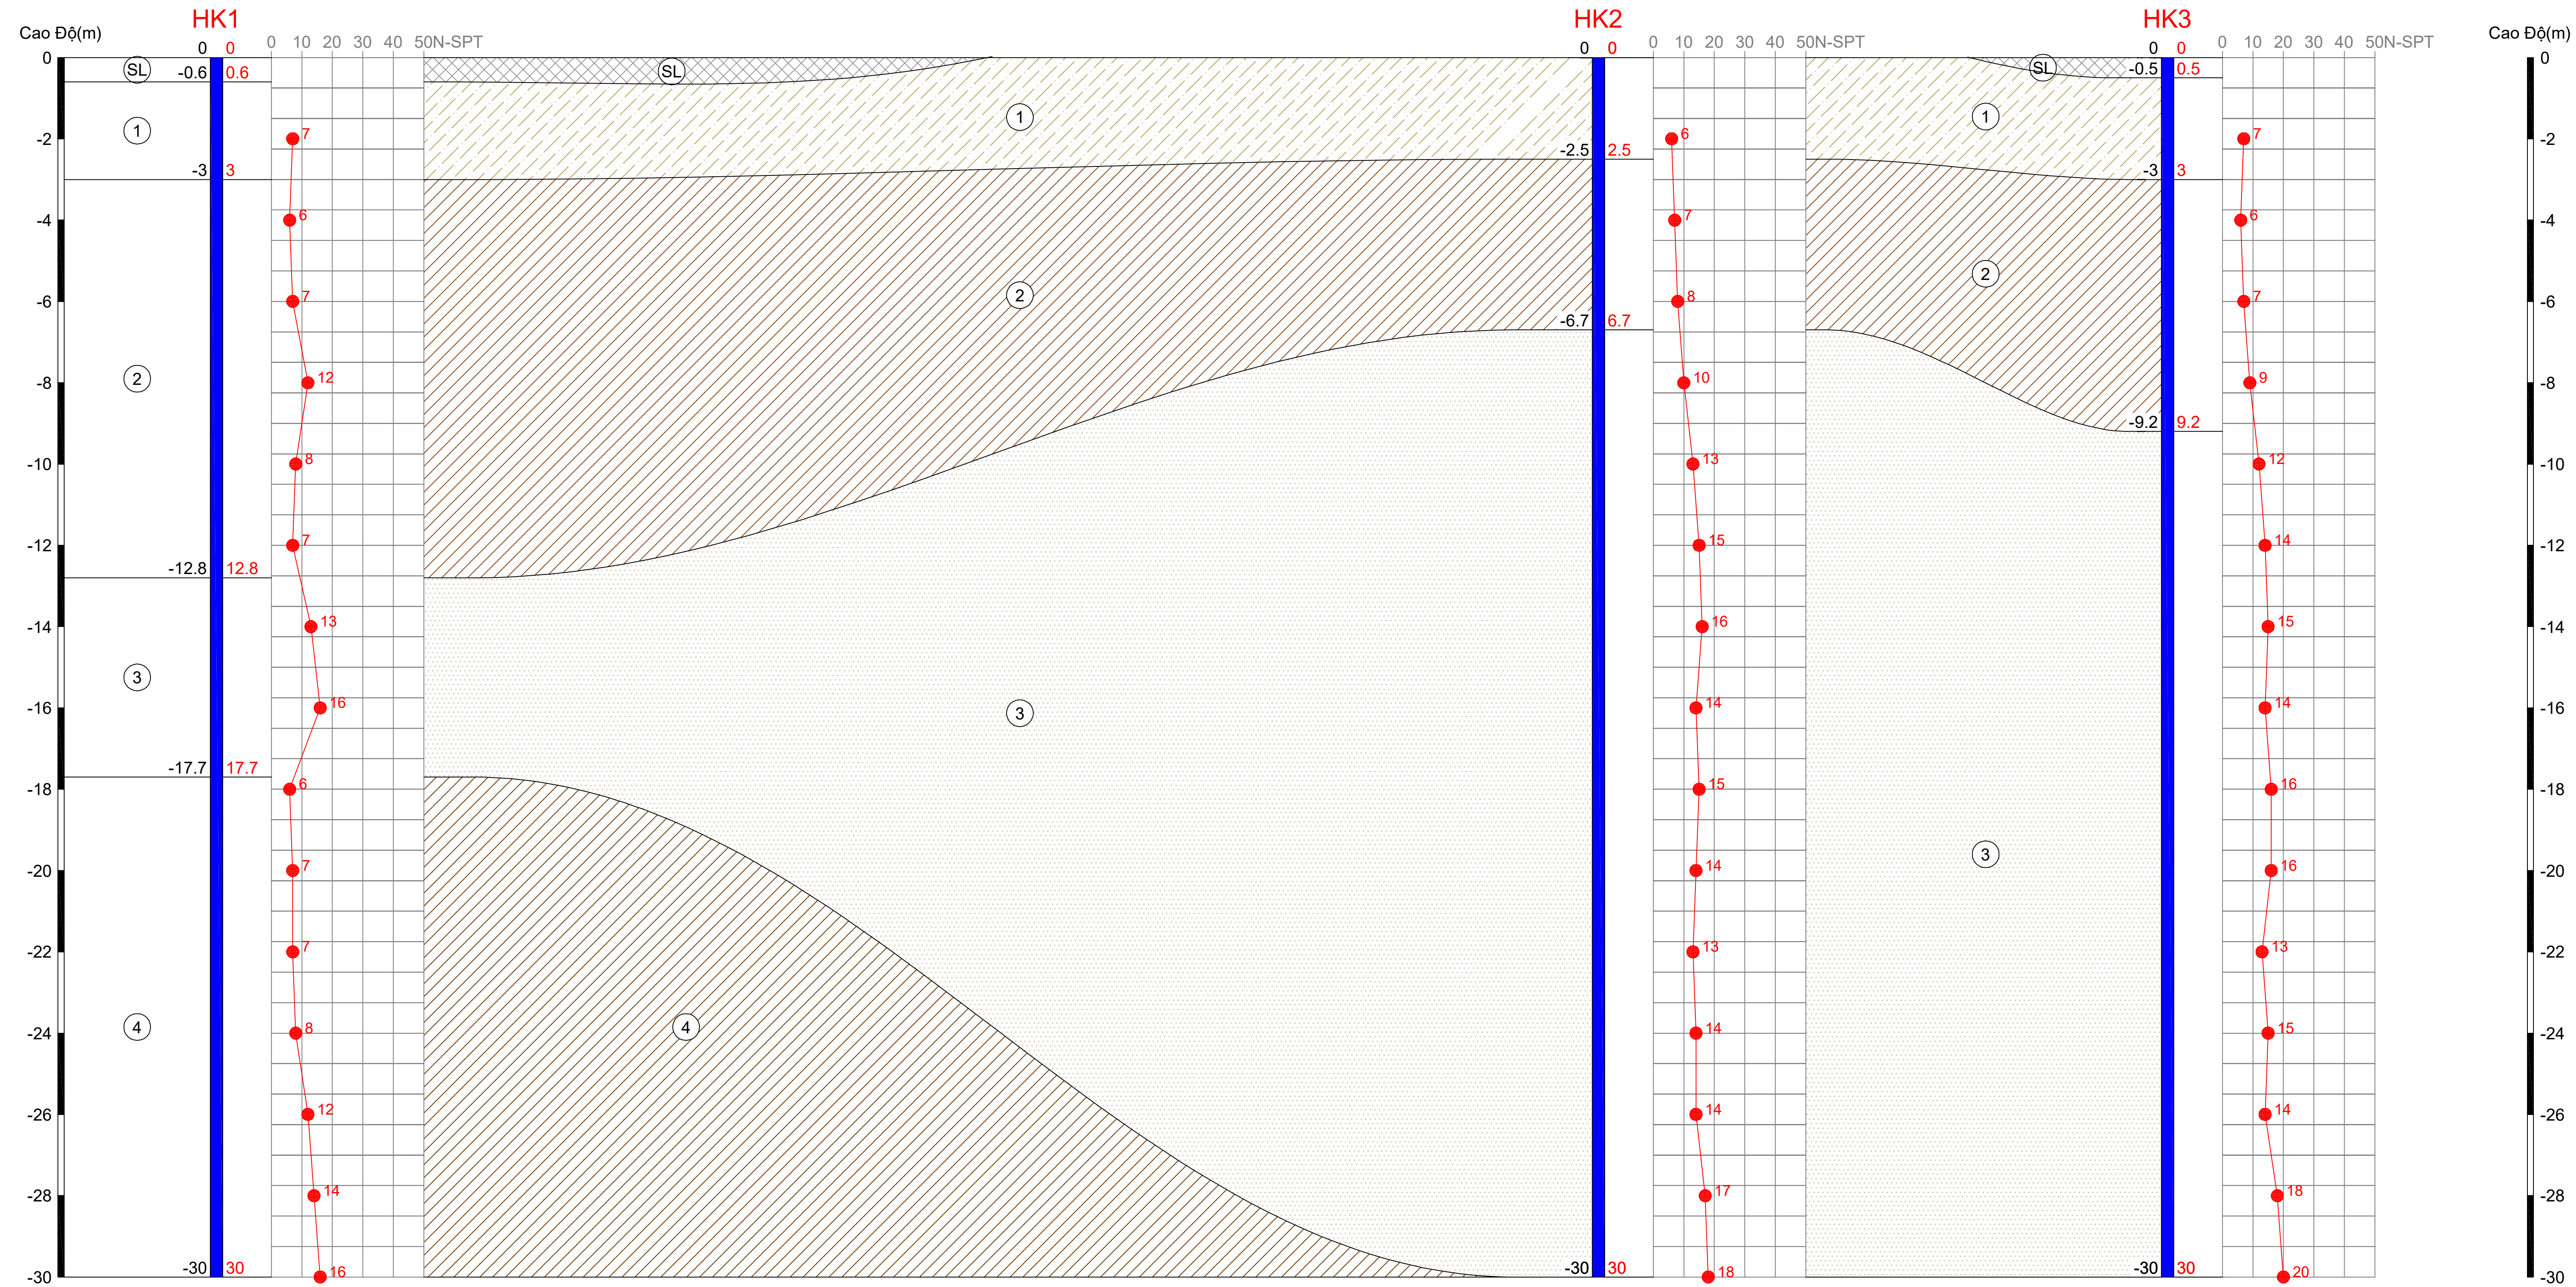 HK1 HK2 HK3
Cao Độ(m) 0 0 0 10 20 30 40 50N-SPT 0 0 0 10 20 30 40 50N-SPT 0 0 0 10 20 30 40 50N-SPT Cao Độ(m)
0 SL -0.6 0.6 SL SL -0.5 0.5 0
1 1 1
-2 7 6 7 -2
-3 3 -2.5 2.5 -3 3
-4 6 7 6 -4
2 2
-6 7 8 7 -6
-6.7 6.7
-8 2 12 10 9 -8
-9.2 9.2
-10 8 13 12 -10
-12 7 15 14 -12
-12.8 12.8
-14 13 16 15 -14
3 3
-16 16 14 14 -16
-17.7 17.7
-18 6 15 16 -18
3
-20 7 14 16 -20
-22 7 13 13 -22
4 4
-24 8 14 15 -24
-26 12 14 14 -26
-28 14 17 18 -28
-30 -30 30 16 -30 30 18 -30 30 20 -30